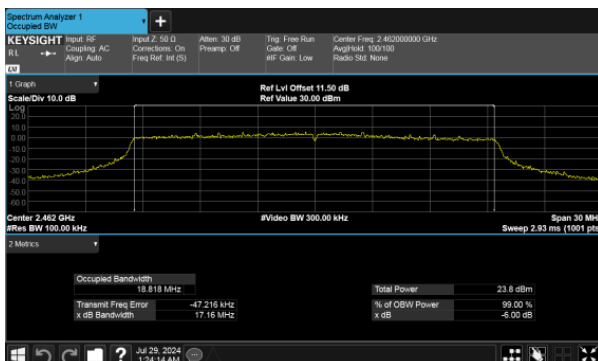 Spectrum Analyzer 1
Occupied BW
+
KEYSIGHT Input: RF Input Z: 50 Ω Atten: 30 dB Trig: Free Run Center Freq: 2.462000000 GHz
RL Coupling: AC Corrections: On Preamp: Off Gate: Off Avg|Hold: 100/100
Align: Auto Freq Ref: Int (S) #IF Gain: Low Radio Std: None
LXI
1 Graph
Ref Lvl Offset 11.50 dB
Scale/Div 10.0 dB Ref Value 30.00 dBm
Log
20.0
10.0
0.00
-10.0
-20.0
-30.0
-40.0
-50.0
-60.0
Center 2.462 GHz #Video BW 300.00 kHz Span 30 MH
#Res BW 100.00 kHz Sweep 2.93 ms (1001 pts
2 Metrics
Occupied Bandwidth
18.818 MHz Total Power 23.8 dBm
Transmit Freq Error -47.216 kHz % of OBW Power 99.00 %
x dB Bandwidth 17.16 MHz x dB -6.00 dB
?
Jul 29, 2024
1:24:14 AM